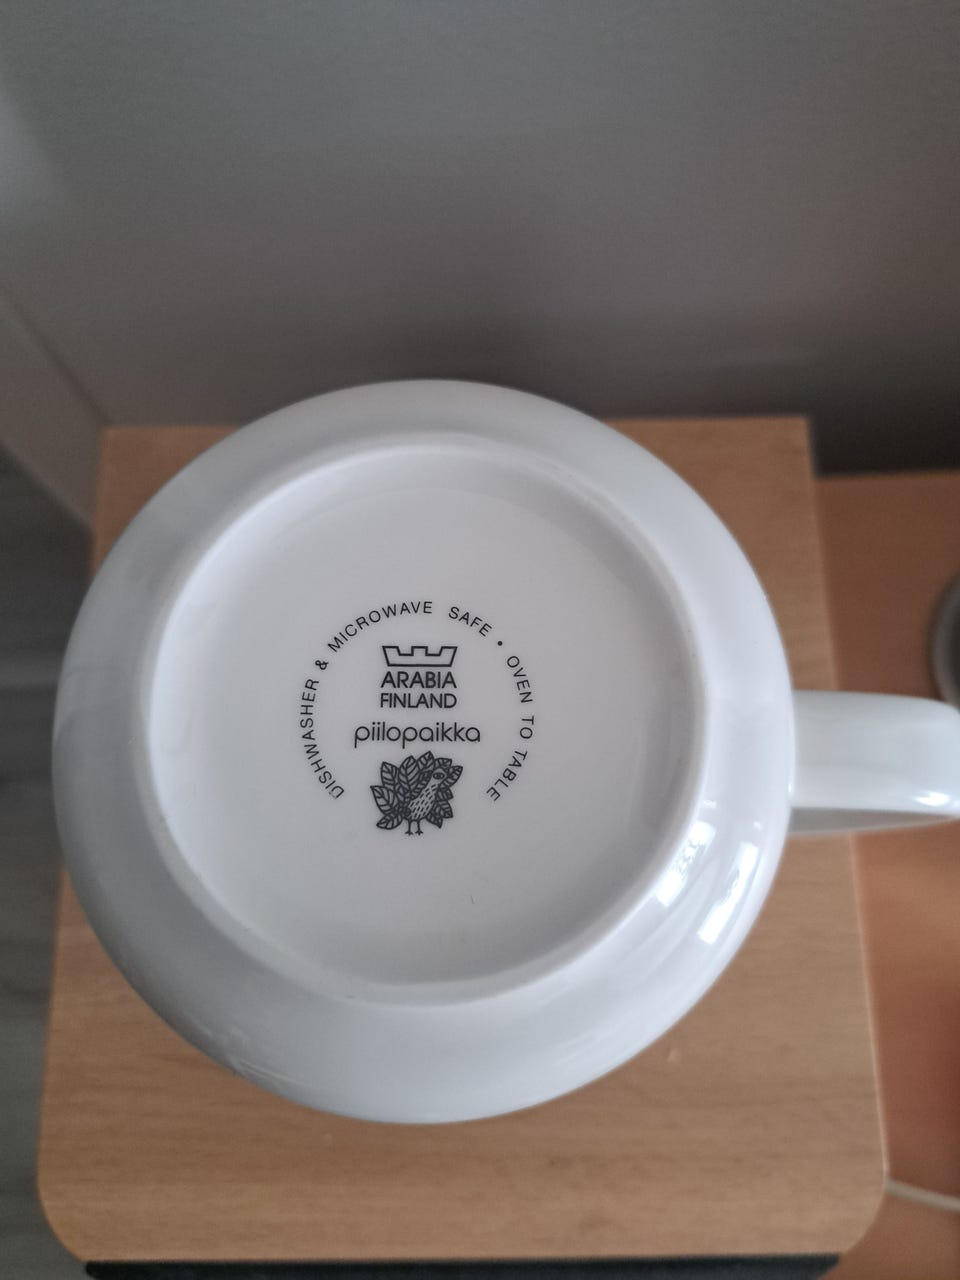 DISHWASHER & MICROWAVE SAFE • OVEN TO TABLE
ARABIA
FINLAND
piilopaikka